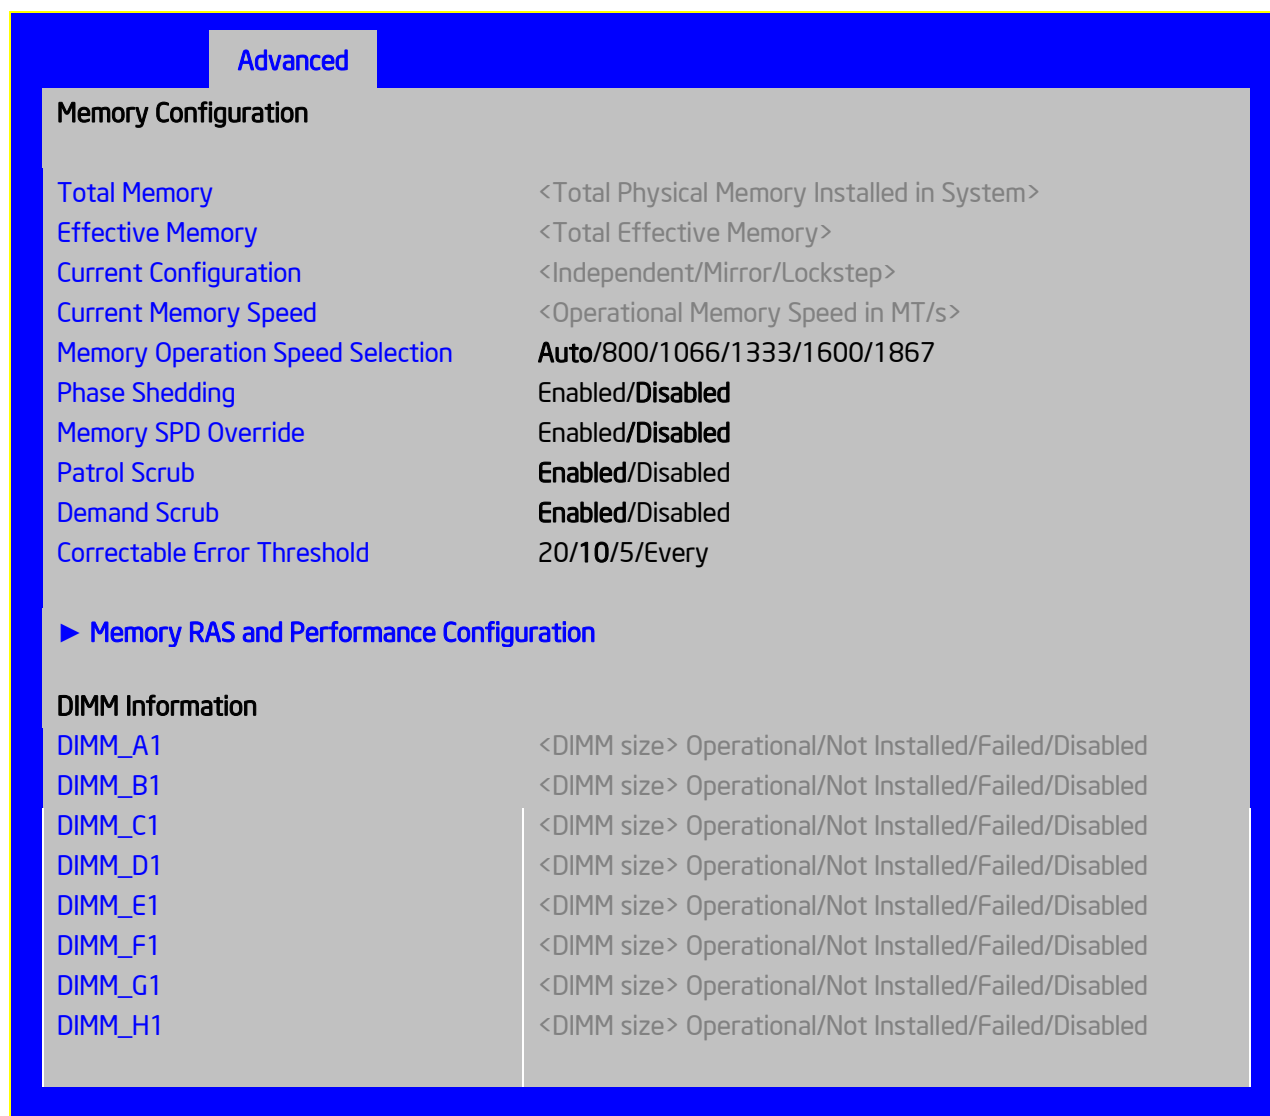 Advanced
Memory Configuration
Total Memory <Total Physical Memory Installed in System>
Effective Memory <Total Effective Memory>
Current Configuration <Independent/Mirror/Lockstep>
Current Memory Speed <Operational Memory Speed in MT/s>
Memory Operation Speed Selection Auto/800/1066/1333/1600/1867
Phase Shedding Enabled/Disabled
Memory SPD Override Enabled/Disabled
Patrol Scrub Enabled/Disabled
Demand Scrub Enabled/Disabled
Correctable Error Threshold 20/10/5/Every
► Memory RAS and Performance Configuration
DIMM Information
DIMM_A1 <DIMM size> Operational/Not Installed/Failed/Disabled
DIMM_B1 <DIMM size> Operational/Not Installed/Failed/Disabled
DIMM_C1 <DIMM size> Operational/Not Installed/Failed/Disabled
DIMM_D1 <DIMM size> Operational/Not Installed/Failed/Disabled
DIMM_E1 <DIMM size> Operational/Not Installed/Failed/Disabled
DIMM_F1 <DIMM size> Operational/Not Installed/Failed/Disabled
DIMM_G1 <DIMM size> Operational/Not Installed/Failed/Disabled
DIMM_H1 <DIMM size> Operational/Not Installed/Failed/Disabled